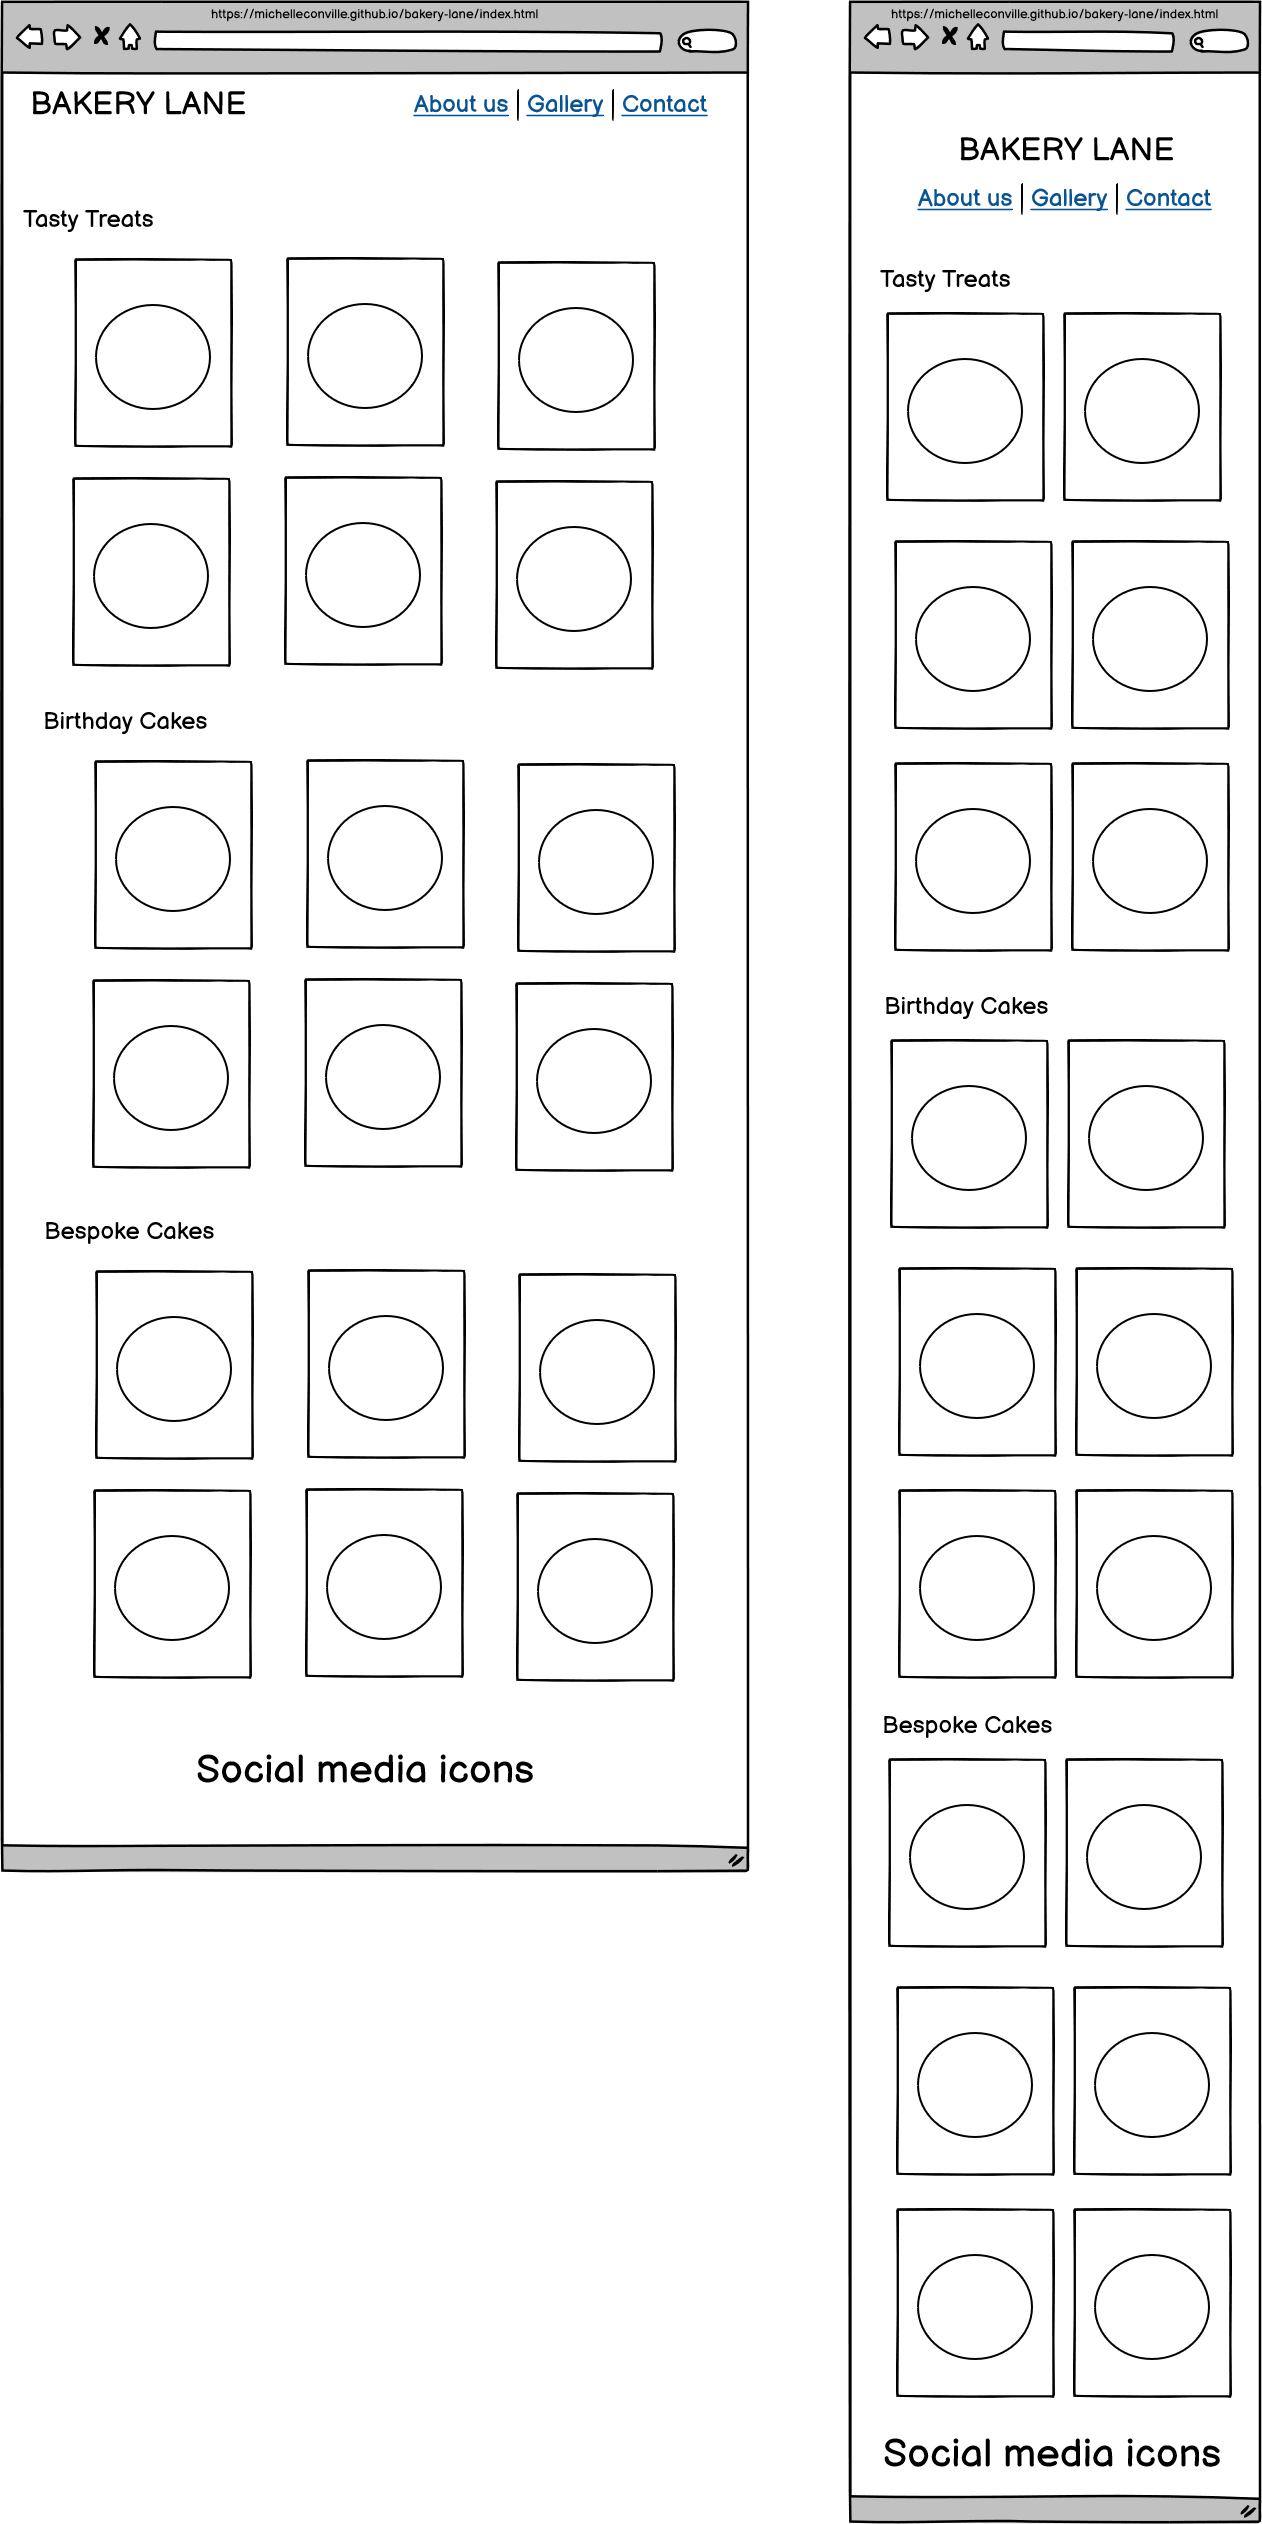 https://michelleconville.github.io/bakery-lane/index.html
BAKERY LANE
About us | Gallery | Contact
Tasty Treats
Birthday Cakes
Bespoke Cakes
Social media icons
https://michelleconville.github.io/bakery-lane/index.html
BAKERY LANE
About us | Gallery | Contact
Tasty Treats
Birthday Cakes
Bespoke Cakes
Social media icons